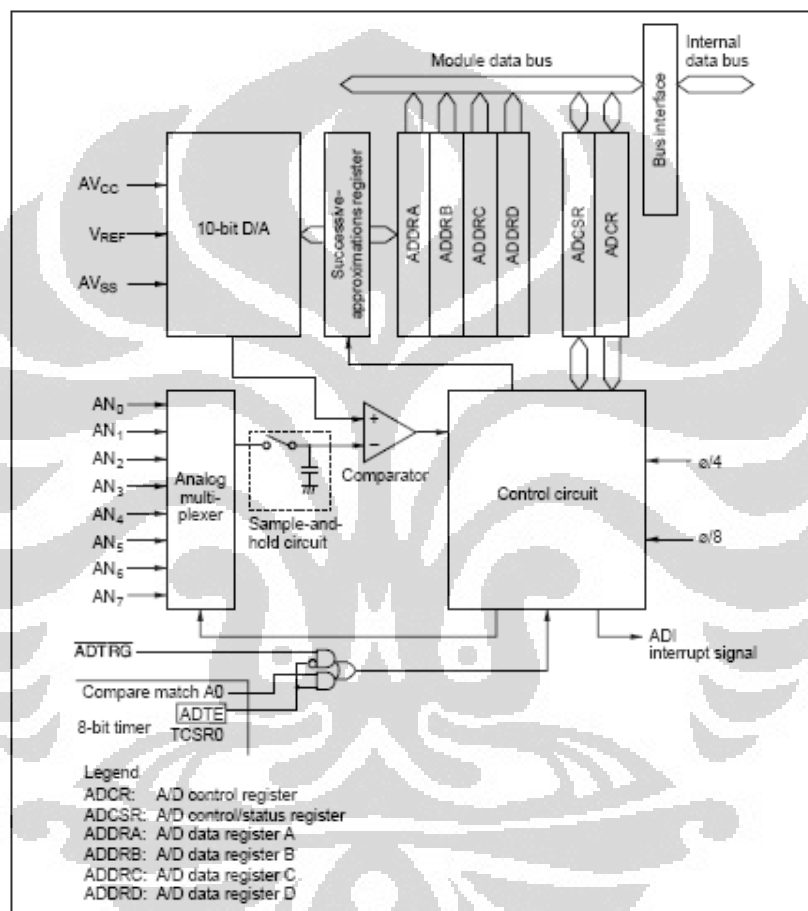 Module data bus
Internal
data bus
Bus interface
AVCC
VREF
AVSS
10-bit D/A
Successive-
approximations register
ADDRA
ADDRB
ADDRC
ADDRD
ADCSR
ADCR
AN0
AN1
AN2
AN3
AN4
AN5
AN6
AN7
Analog
multi-
plexer
Sample-and-
hold circuit
+
−
Comparator
Control circuit
ø/4
ø/8
ADI
interrupt signal
ADTRG
Compare match A0
ADTE
8-bit timer
TCSR0
Legend
ADCR: A/D control register
ADCSR: A/D control/status register
ADDRA: A/D data register A
ADDRB: A/D data register B
ADDRC: A/D data register C
ADDRD: A/D data register D